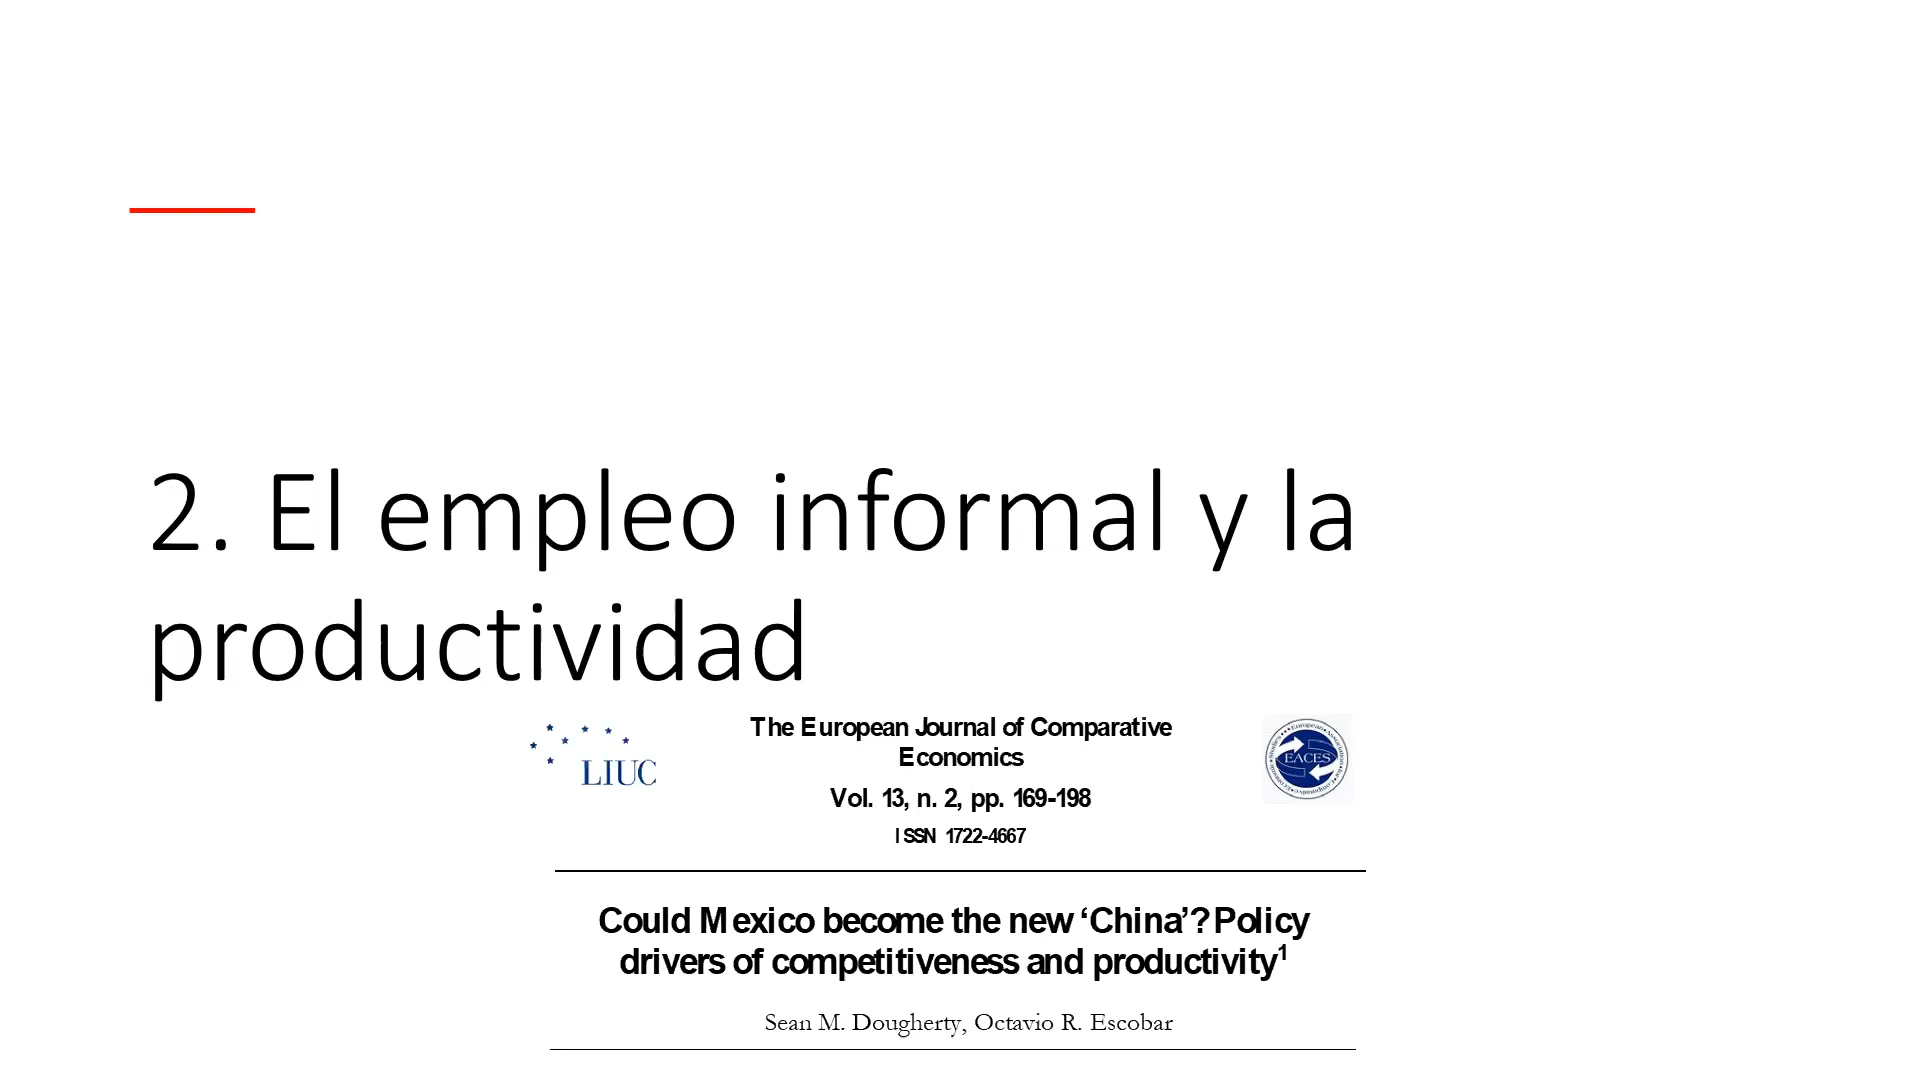 2. El empleo informal y la
productividad
LIUC
The European Journal of Comparative
Economics
Vol. 13, n. 2, pp. 169-198
ISSN 1722-4667
EACES
Could Mexico become the new ‘China’? Policy
drivers of competitiveness and productivity¹
Sean M. Dougherty, Octavio R. Escobar